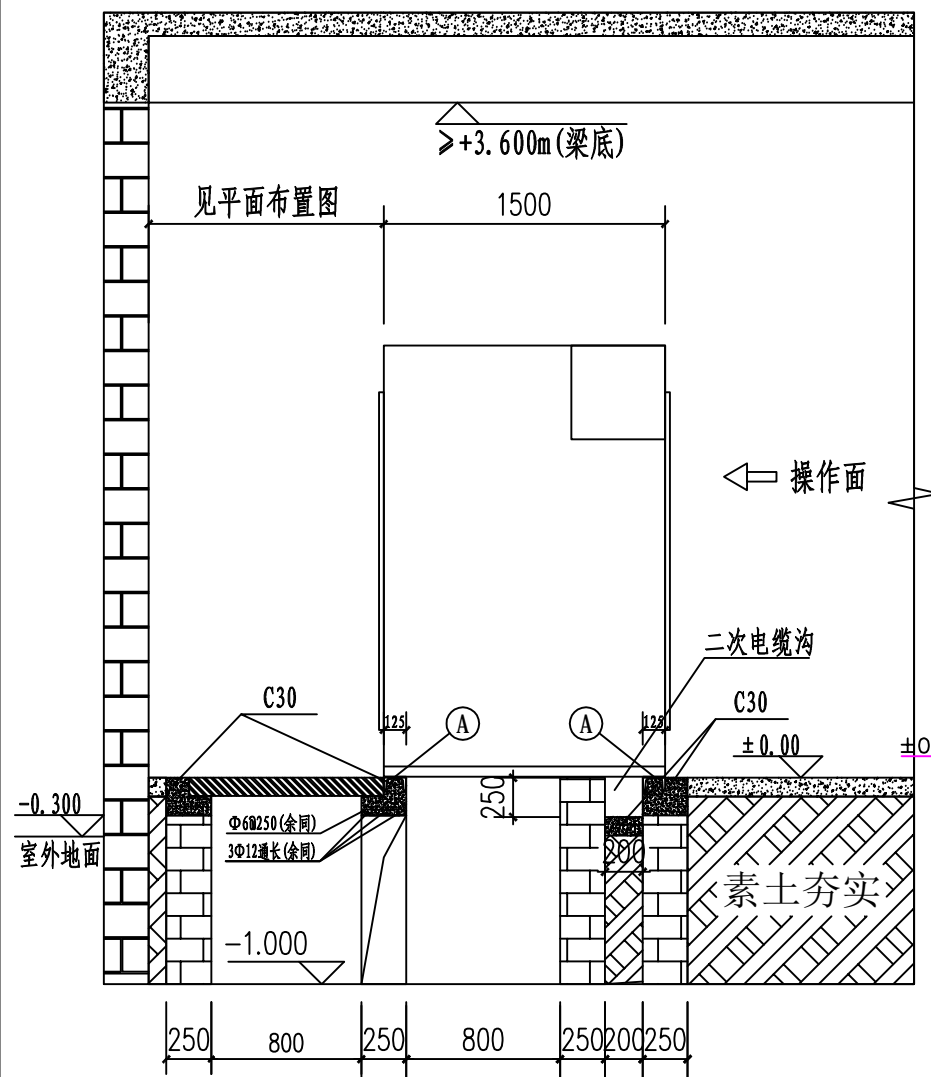 ≥+3.600m(梁底)
见平面布置图
1500
操作面
二次电缆沟
C30
125
A
A
125
C30
±0.00
±0
-0.300
室外地面
250
Φ6@250(余同)
3Φ12通长(余同)
200
素土夯实
-1.000
250
800
250
800
250
200
250